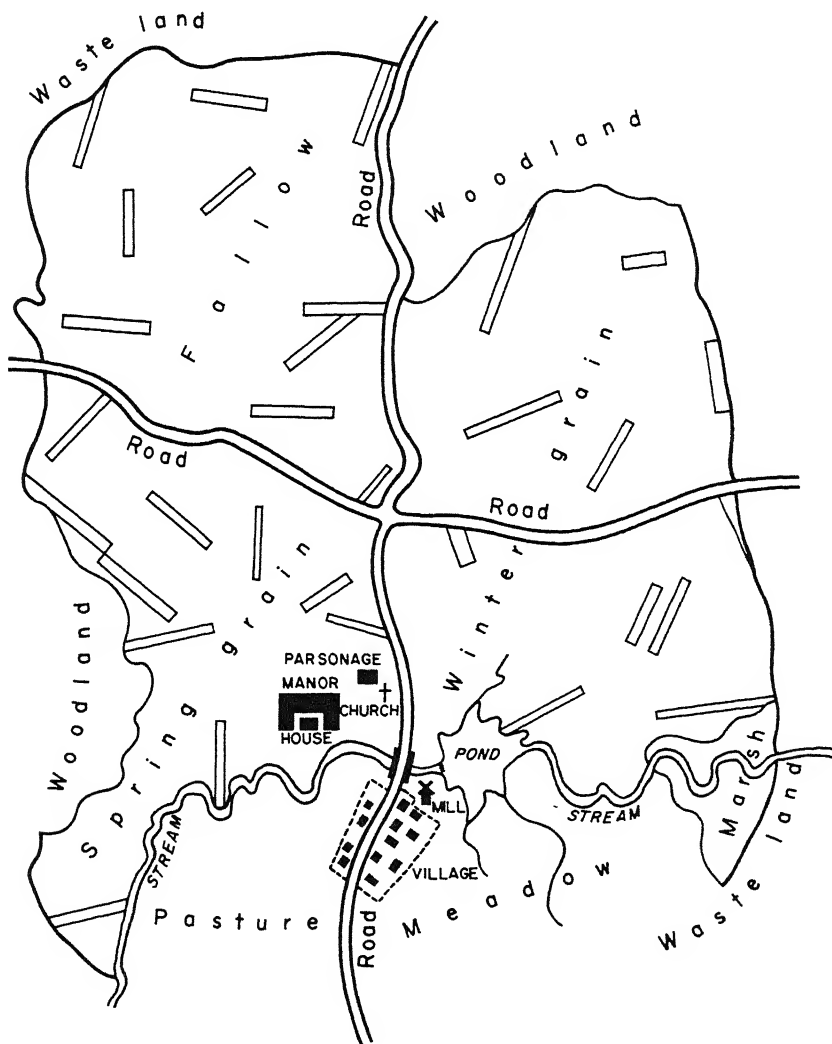 Waste land
Woodland
Road
Fallow
Road
Winter grain
Road
Spring grain
Woodland
PARSONAGE
MANOR
CHURCH
HOUSE
POND
MILL
STREAM
Marsh
Waste land
STREAM
VILLAGE
Pasture
Meadow
Road